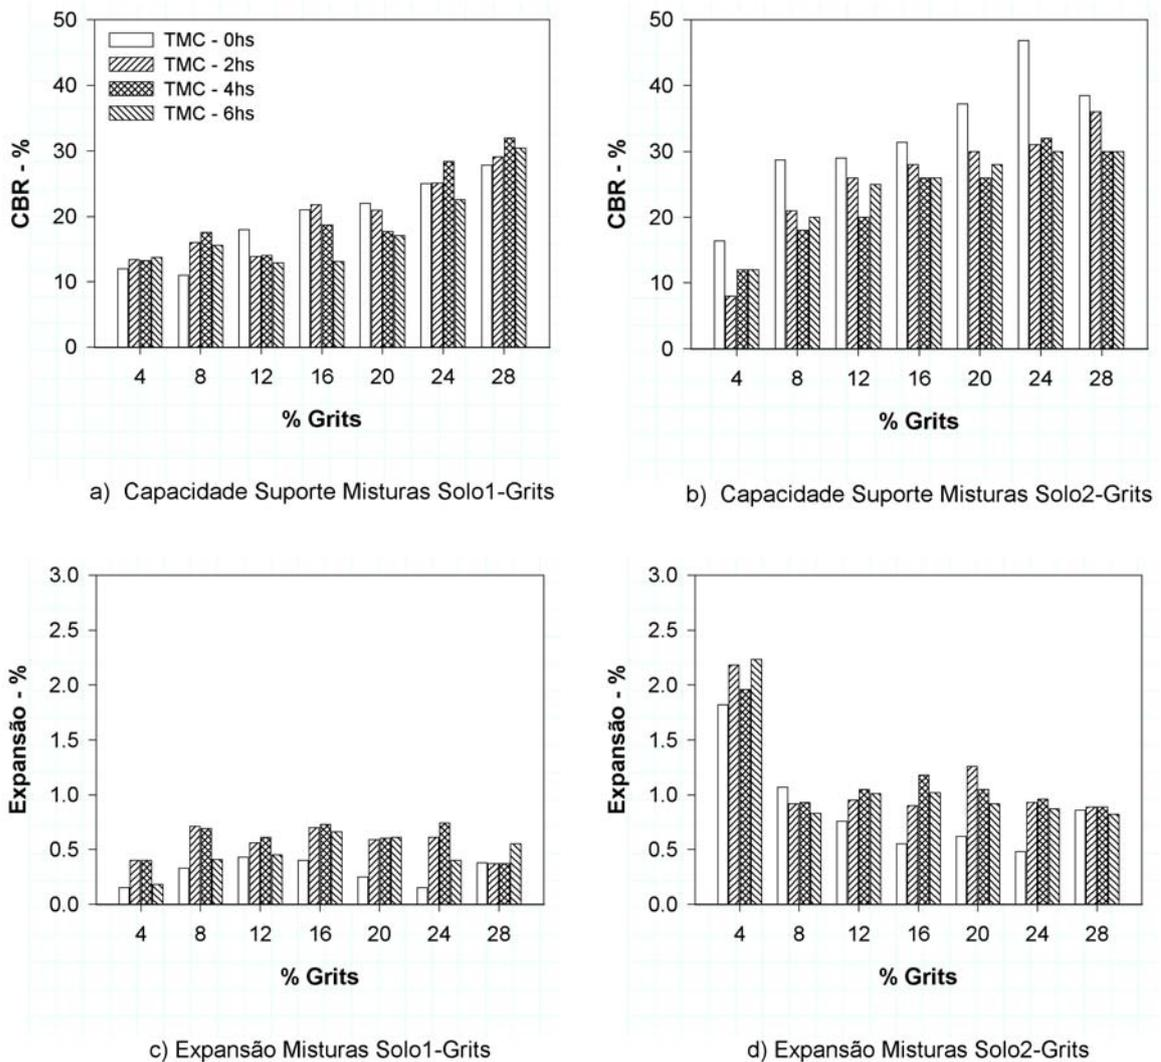 50
40
30
20
10
0
CBR - %
TMC - 0hs
TMC - 2hs
TMC - 4hs
TMC - 6hs
4 8 12 16 20 24 28
% Grits
a) Capacidade Suporte Misturas Solo1-Grits
50
40
30
20
10
0
CBR - %
4 8 12 16 20 24 28
% Grits
b) Capacidade Suporte Misturas Solo2-Grits
3.0
2.5
2.0
1.5
1.0
0.5
0.0
Expansão - %
4 8 12 16 20 24 28
% Grits
c) Expansão Misturas Solo1-Grits
3.0
2.5
2.0
1.5
1.0
0.5
0.0
Expansão - %
4 8 12 16 20 24 28
% Grits
d) Expansão Misturas Solo2-Grits